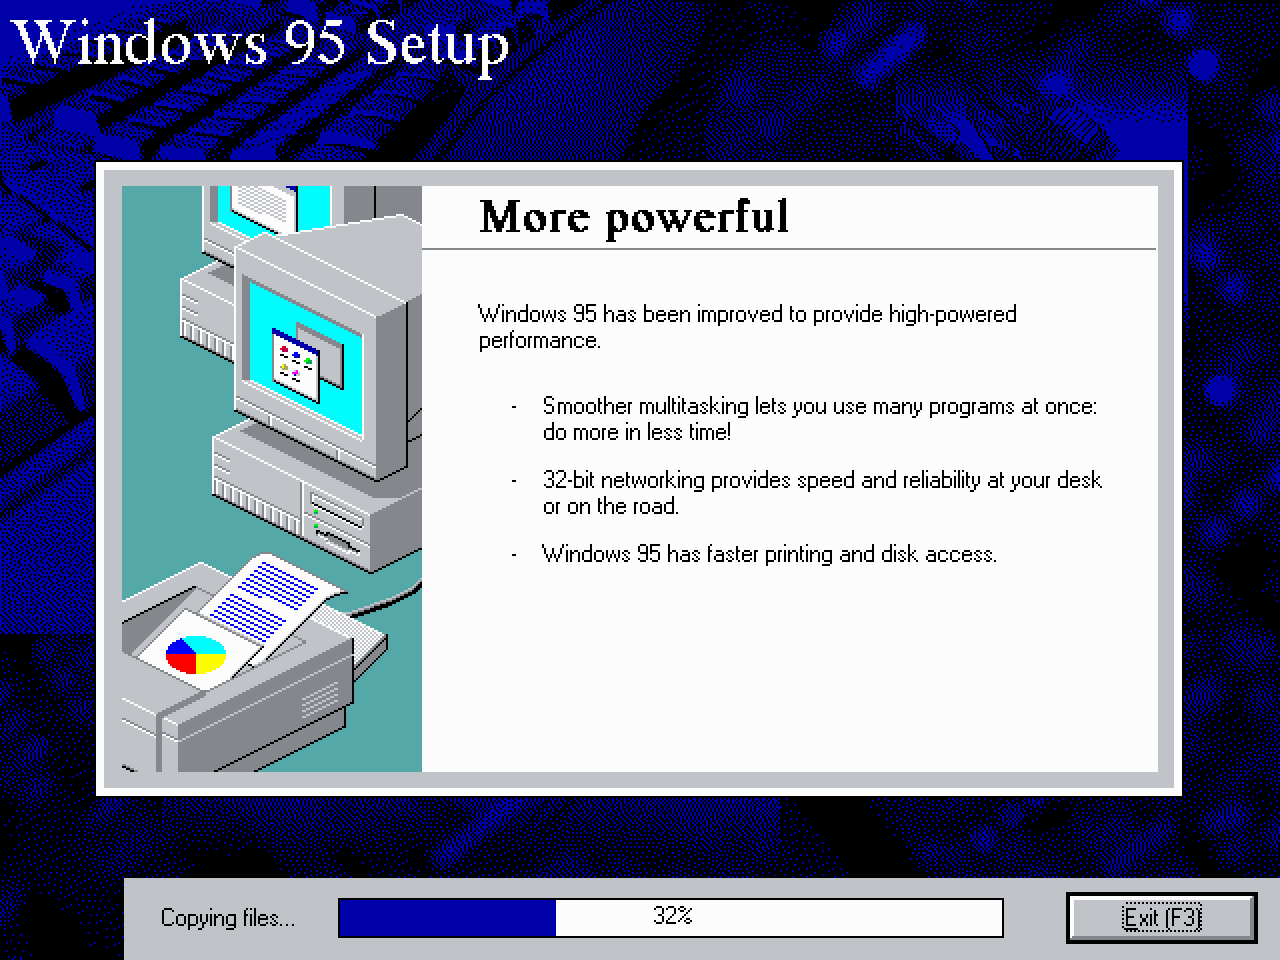 Windows 95 Setup
More powerful
Windows 95 has been improved to provide high-powered
performance.
- Smoother multitasking lets you use many programs at once:
do more in less time!
- 32-bit networking provides speed and reliability at your desk
or on the road.
- Windows 95 has faster printing and disk access.
Copying files...
32%
Exit (F3)